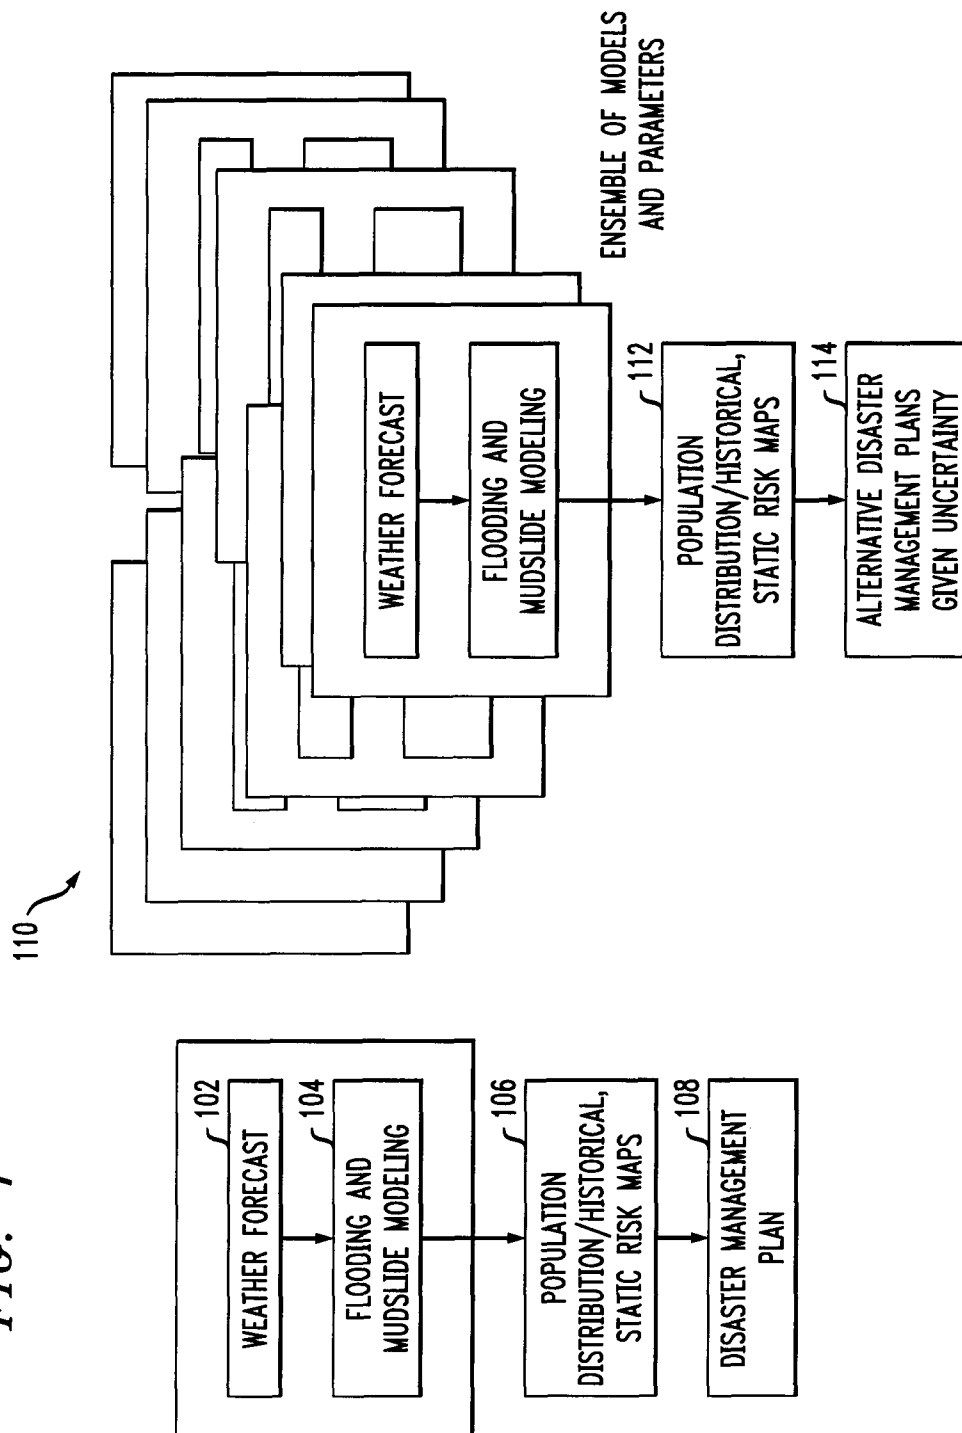 FIG. 1
102
WEATHER FORECAST
104
FLOODING AND
MUDSLIDE MODELING
106
POPULATION
DISTRIBUTION/HISTORICAL,
STATIC RISK MAPS
108
DISASTER MANAGEMENT
PLAN
110
WEATHER FORECAST
FLOODING AND
MUDSLIDE MODELING
ENSEMBLE OF MODELS
AND PARAMETERS
112
POPULATION
DISTRIBUTION/HISTORICAL,
STATIC RISK MAPS
114
ALTERNATIVE DISASTER
MANAGEMENT PLANS
GIVEN UNCERTAINTY